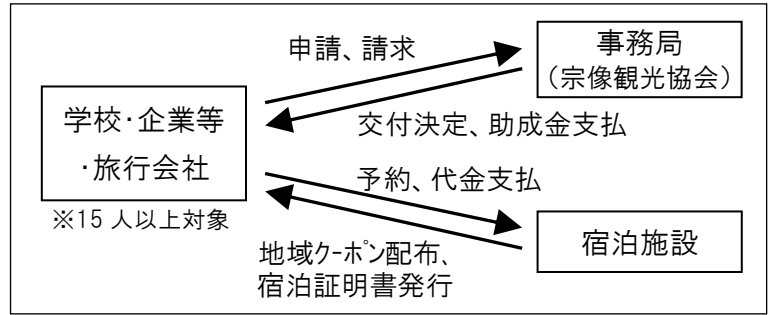 申請、請求
事務局
（宗像観光協会）
学校・企業等
・旅行会社
※15 人以上対象
交付決定、助成金支払
予約、代金支払
地域ｸｰﾎﾟﾝ配布、
宿泊証明書発行
宿泊施設